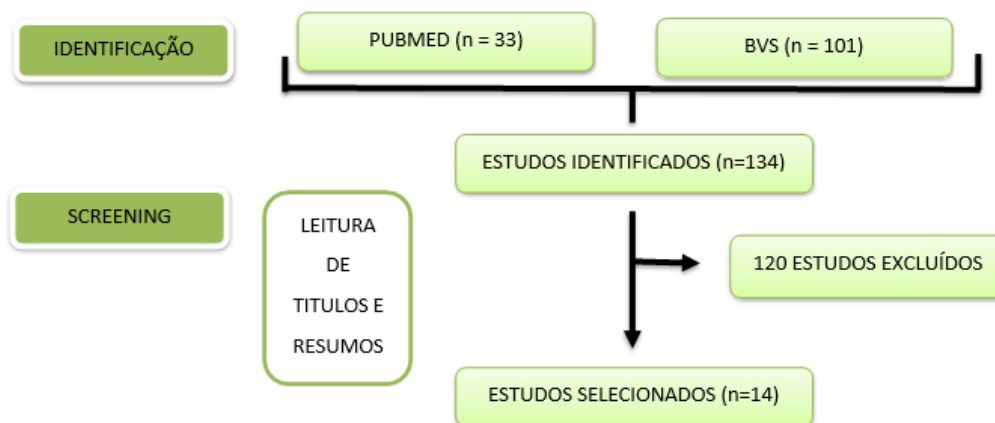 IDENTIFICAÇÃO
PUBMED (n = 33)
BVS (n = 101)
ESTUDOS IDENTIFICADOS (n=134)
SCREENING
LEITURA
DE
TITULOS E
RESUMOS
120 ESTUDOS EXCLUÍDOS
ESTUDOS SELECIONADOS (n=14)